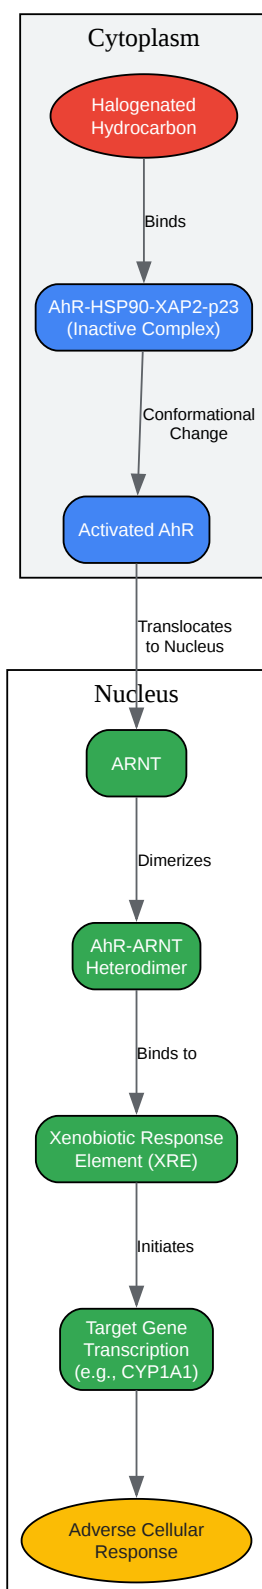 Cytoplasm
Halogenated
Hydrocarbon
Binds
AhR-HSP90-XAP2-p23
(Inactive Complex)
Conformational
Change
Activated AhR
Translocates
to Nucleus
Nucleus
ARNT
Dimerizes
AhR-ARNT
Heterodimer
Binds to
Xenobiotic Response
Element (XRE)
Initiates
Target Gene
Transcription
(e.g., CYP1A1)
Adverse Cellular
Response